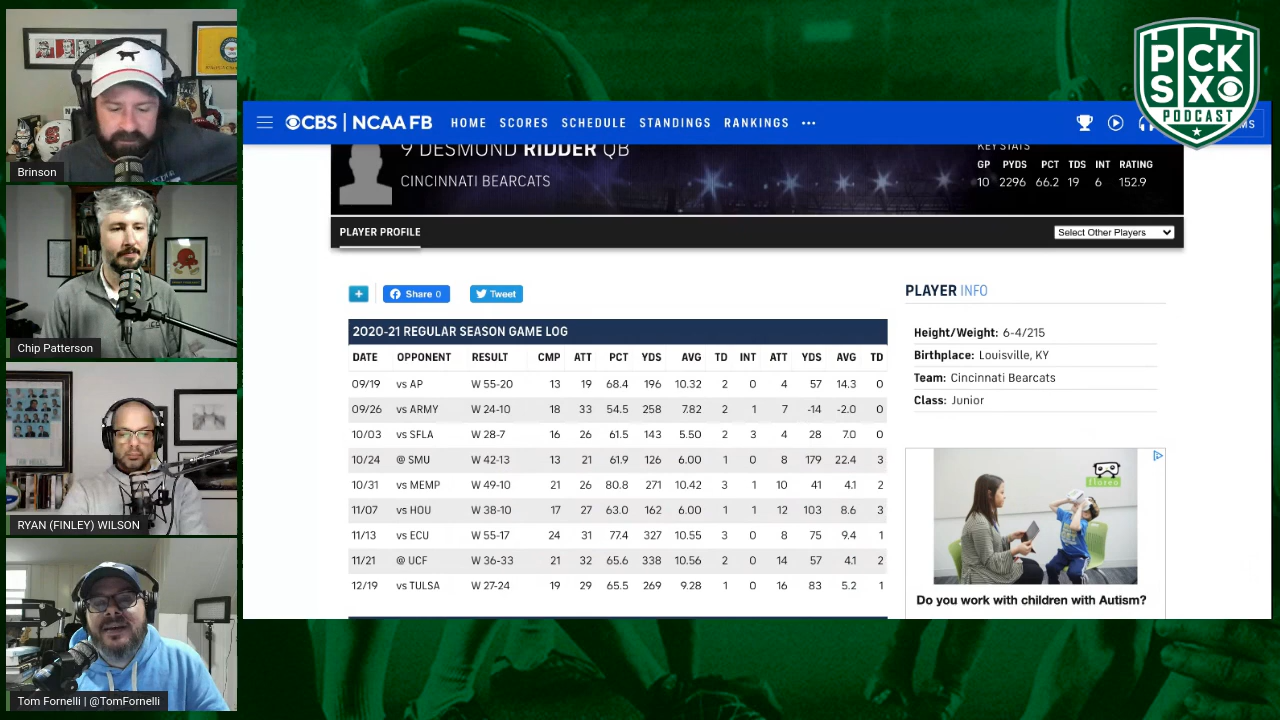 Brinson
Chip Patterson
RYAN (FINLEY) WILSON
Tom Fornelli | @TomFornelli
PICK
SIX
PODCAST
CBS | NCAA FB HOME SCORES SCHEDULE STANDINGS RANKINGS •••
9 DESMOND RIDDER QB
CINCINNATI BEARCATS
KEY STATS
GP PYDS PCT TDS INT RATING
10 2296 66.2 19 6 152.9
PLAYER PROFILE
Select Other Players
Share 0
Tweet
2020-21 REGULAR SEASON GAME LOG
DATE OPPONENT RESULT CMP ATT PCT YDS AVG TD INT ATT YDS AVG TD
09/19 vs AP W 55-20 13 19 68.4 196 10.32 2 0 4 57 14.3 0
09/26 vs ARMY W 24-10 18 33 54.5 258 7.82 2 1 7 -14 -2.0 0
10/03 vs SFLA W 28-7 16 26 61.5 143 5.50 2 3 4 28 7.0 0
10/24 @ SMU W 42-13 13 21 61.9 126 6.00 1 0 8 179 22.4 3
10/31 vs MEMP W 49-10 21 26 80.8 271 10.42 3 1 10 41 4.1 2
11/07 vs HOU W 38-10 17 27 63.0 162 6.00 1 1 12 103 8.6 3
11/13 vs ECU W 55-17 24 31 77.4 327 10.55 3 0 8 75 9.4 1
11/21 @ UCF W 36-33 21 32 65.6 338 10.56 2 0 14 57 4.1 2
12/19 vs TULSA W 27-24 19 29 65.5 269 9.28 1 0 16 83 5.2 1
PLAYER INFO
Height/Weight: 6-4/215
Birthplace: Louisville, KY
Team: Cincinnati Bearcats
Class: Junior
floreo
Do you work with children with Autism?